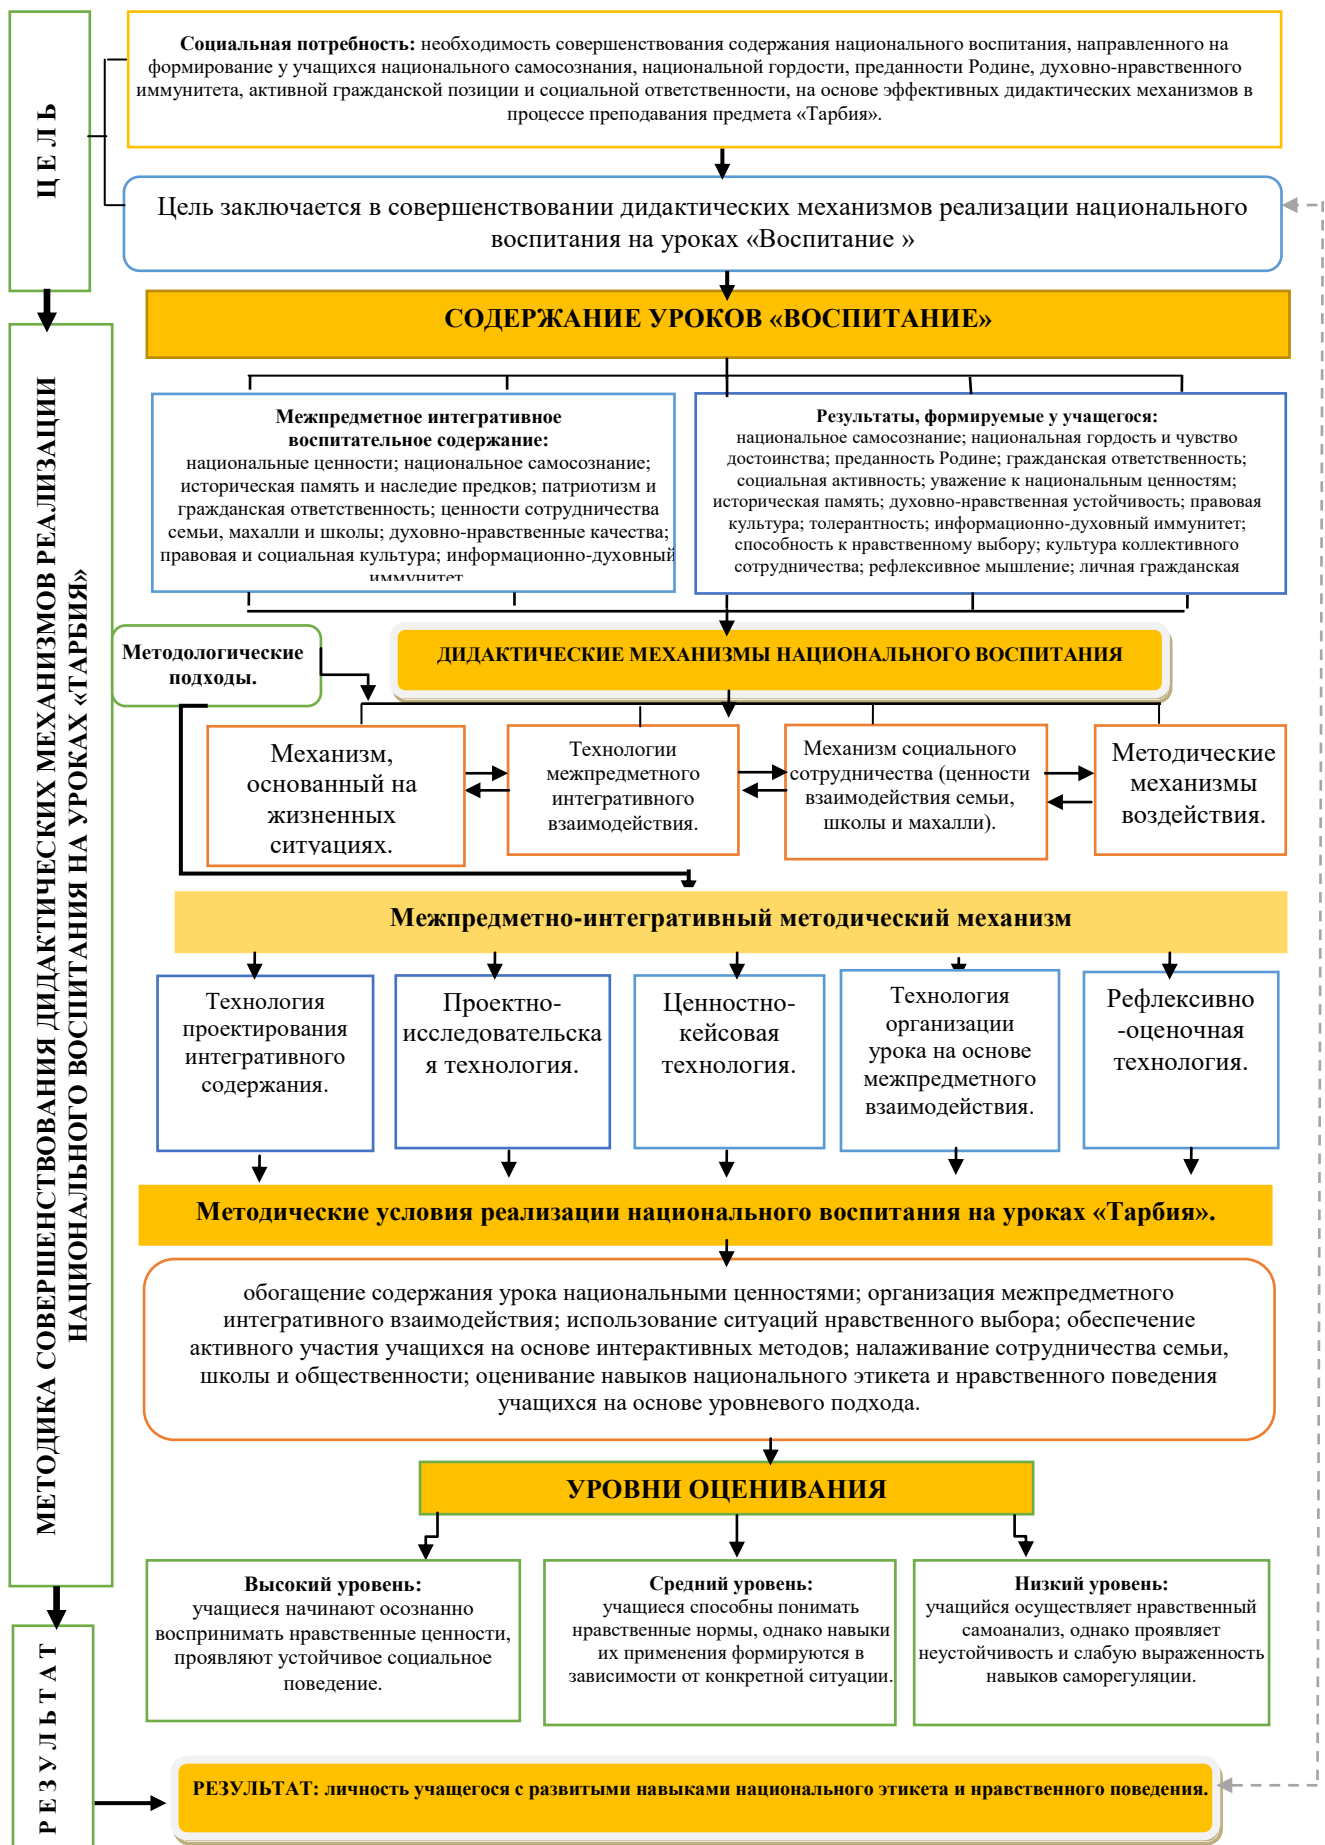 ЦЕЛЬ
Социальная потребность: необходимость совершенствования содержания национального воспитания, направленного на
формирование у учащихся национального самосознания, национальной гордости, преданности Родине, духовно-нравственного
иммунитета, активной гражданской позиции и социальной ответственности, на основе эффективных дидактических механизмов в
процессе преподавания предмета «Тарбия».
Цель заключается в совершенствовании дидактических механизмов реализации национального
воспитания на уроках «Воспитание »
МЕТОДИКА СОВЕРШЕНСТВОВАНИЯ ДИДАКТИЧЕСКИХ МЕХАНИЗМОВ РЕАЛИЗАЦИИ
НАЦИОНАЛЬНОГО ВОСПИТАНИЯ НА УРОКАХ «ТАРБИЯ»
СОДЕРЖАНИЕ УРОКОВ «ВОСПИТАНИЕ»
Межпредметное интегративное
воспитательное содержание:
национальные ценности; национальное самосознание;
историческая память и наследие предков; патриотизм и
гражданская ответственность; ценности сотрудничества
семьи, махалли и школы; духовно-нравственные качества;
правовая и социальная культура; информационно-духовный
иммунитет
Результаты, формируемые у учащегося:
национальное самосознание; национальная гордость и чувство
достоинства; преданность Родине; гражданская ответственность;
социальная активность; уважение к национальным ценностям;
историческая память; духовно-нравственная устойчивость; правовая
культура; толерантность; информационно-духовный иммунитет;
способность к нравственному выбору; культура коллективного
сотрудничества; рефлексивное мышление; личная гражданская
Методологические
подходы.
ДИДАКТИЧЕСКИЕ МЕХАНИЗМЫ НАЦИОНАЛЬНОГО ВОСПИТАНИЯ
Механизм,
основанный на
жизненных
ситуациях.
Технологии
межпредметного
интегративного
взаимодействия.
Механизм социального
сотрудничества (ценности
взаимодействия семьи,
школы и махалли).
Методические
механизмы
воздействия.
Межпредметно-интегративный методический механизм
Технология
проектирования
интегративного
содержания.
Проектно-
исследовательска
я технология.
Ценностно-
кейсовая
технология.
Технология
организации
урока на основе
межпредметного
взаимодействия.
Рефлексивно
-оценочная
технология.
Методические условия реализации национального воспитания на уроках «Тарбия».
обогащение содержания урока национальными ценностями; организация межпредметного
интегративного взаимодействия; использование ситуаций нравственного выбора; обеспечение
активного участия учащихся на основе интерактивных методов; налаживание сотрудничества семьи,
школы и общественности; оценивание навыков национального этикета и нравственного поведения
учащихся на основе уровневого подхода.
УРОВНИ ОЦЕНИВАНИЯ
Высокий уровень:
учащиеся начинают осознанно
воспринимать нравственные ценности,
проявляют устойчивое социальное
поведение.
Средний уровень:
учащиеся способны понимать
нравственные нормы, однако навыки
их применения формируются в
зависимости от конкретной ситуации.
Низкий уровень:
учащийся осуществляет нравственный
самоанализ, однако проявляет
неустойчивость и слабую выраженность
навыков саморегуляции.
РЕЗУЛЬТАТ
РЕЗУЛЬТАТ: личность учащегося с развитыми навыками национального этикета и нравственного поведения.